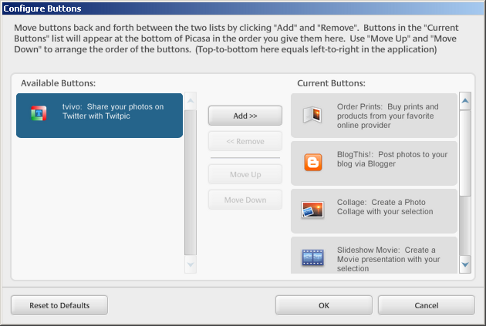 Configure Buttons
Move buttons back and forth between the two lists by clicking "Add" and "Remove". Buttons in the "Current
Buttons" list will appear at the bottom of Picasa in the order you give them here. Use "Move Up" and "Move
Down" to arrange the order of the buttons. (Top-to-bottom here equals left-to-right in the application)
Available Buttons:
tvivo: Share your photos on
Twitter with Twitpic
Add >>
<< Remove
Move Up
Move Down
Current Buttons:
Order Prints: Buy prints and
products from your favorite
online provider
BlogThis!: Post photos to your
blog via Blogger
Collage: Create a Photo
Collage with your selection
Slideshow Movie: Create a
Movie presentation with your
selection
Reset to Defaults
OK
Cancel